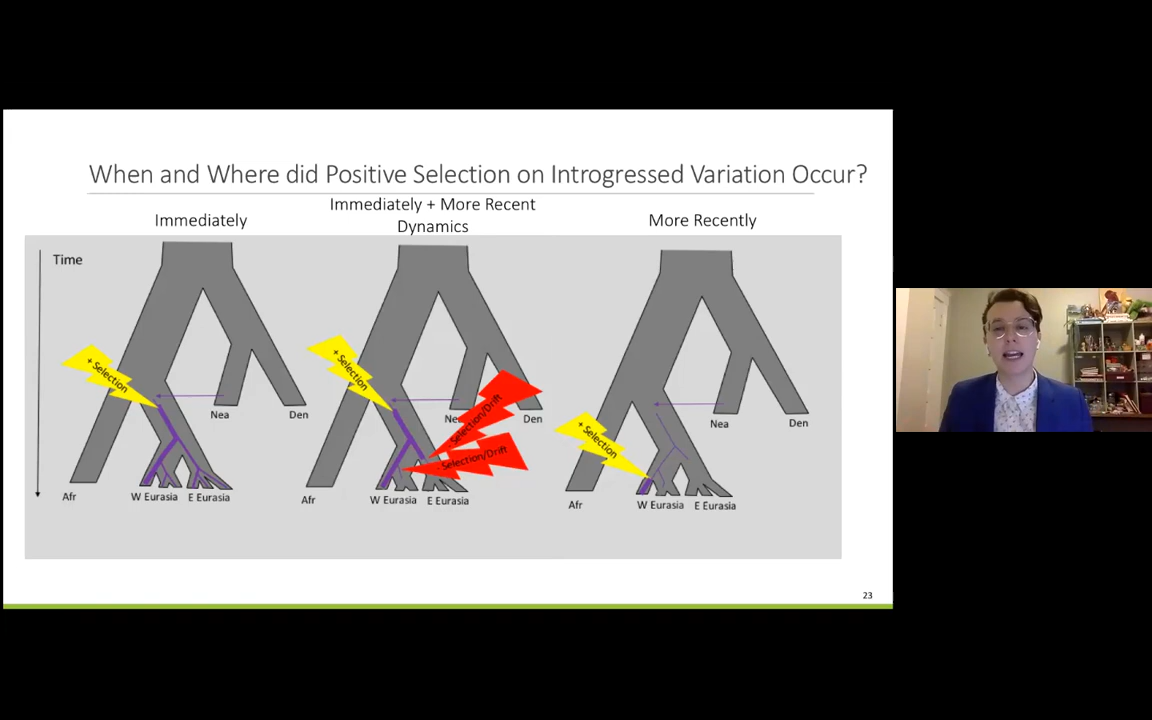 When and Where did Positive Selection on Introgressed Variation Occur?
Immediately
Immediately + More Recent
Dynamics
More Recently
Time
+ Selection
Nea
Den
Afr
W Eurasia
E Eurasia
+ Selection
- Selection/Drift
- Selection/Drift
Den
Afr
W Eurasia
E Eurasia
+ Selection
Nea
Den
Afr
W Eurasia
E Eurasia
23